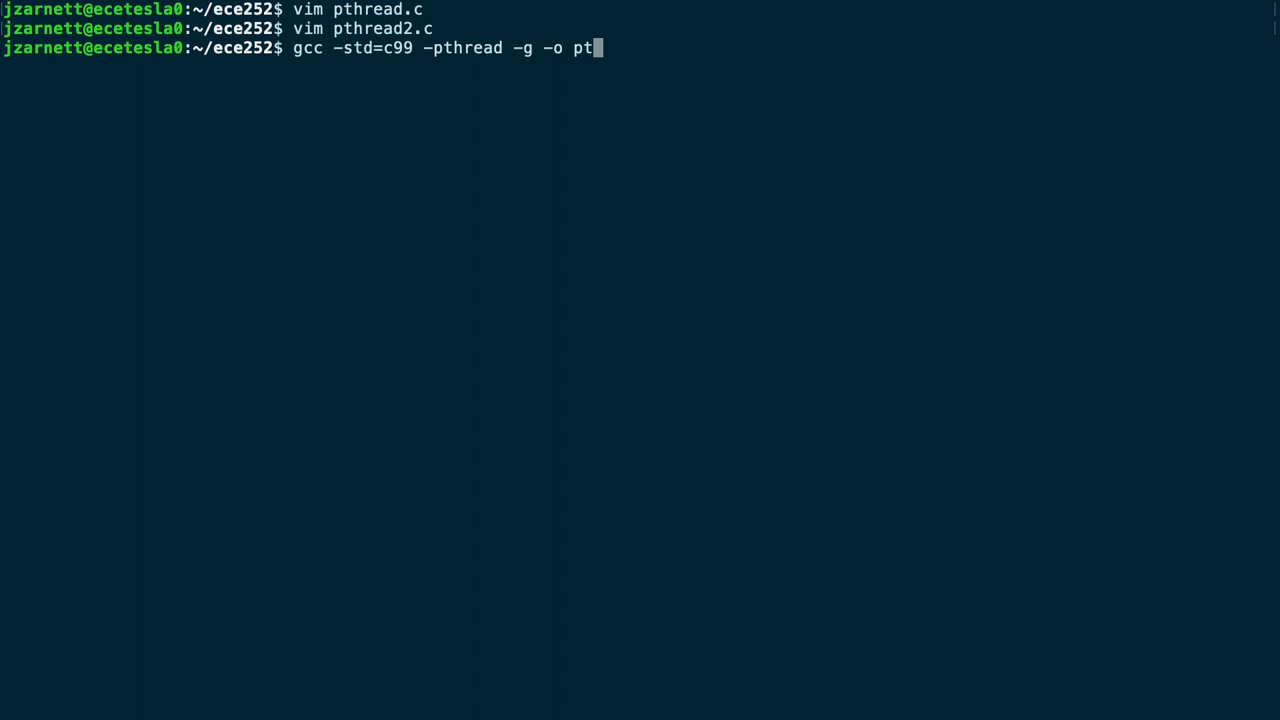 jzarnett@ecetesla0:~/ece252$ vim pthread.c
jzarnett@ecetesla0:~/ece252$ vim pthread2.c
jzarnett@ecetesla0:~/ece252$ gcc -std=c99 -pthread -g -o pt